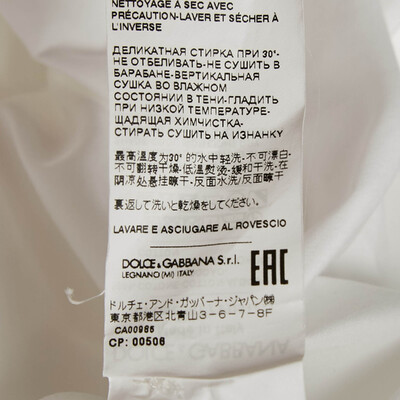 NETTOYAGE À SEC AVEC
PRÉCAUTION-LAVER ET SÉCHER À
L'INVERSE
ДЕЛИКАТНАЯ СТИРКА ПРИ 30°-
НЕ ОТБЕЛИВАТЬ-НЕ СУШИТЬ В
БАРАБАНЕ-ВЕРТИКАЛЬНАЯ
СУШКА ВО ВЛАЖНОМ
СОСТОЯНИИ В ТЕНИ-ГЛАДИТЬ
ПРИ НИЗКОЙ ТЕМПЕРАТУРЕ-
ЩАДЯЩАЯ ХИМЧИСТКА-
СТИРАТЬ СУШИТЬ НА ИЗНАНКУ
最高温度为30°的水中轻洗-不可漂白-
不可翻转干燥-低温熨烫-缓和干洗-在
阴凉处悬挂晾干-反面水洗/反面晾干
裏返して洗いと乾燥をしてください。
LAVARE E ASCIUGARE AL ROVESCIO
DOLCE & GABBANA S.r.l.
LEGNANO (MI) ITALY
EAC
ドルチェ・アンド・ガッバーナ・ジャパン(株)
東京都港区北青山3-6-7-8F
CA00986
CP: 00506